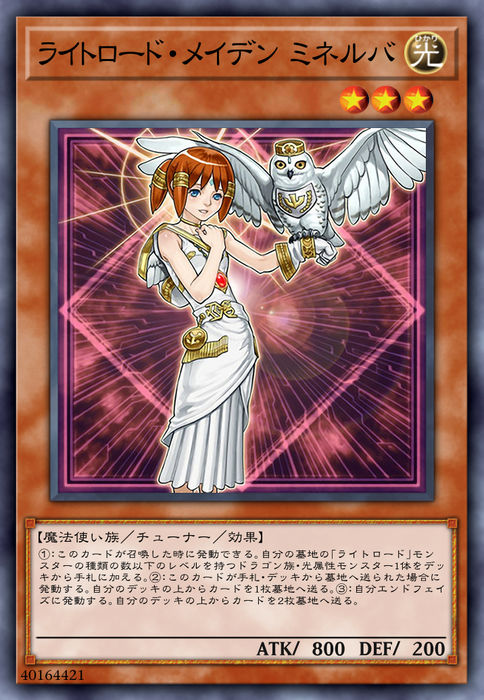 ライトロード・メイデン ミネルバ
ひかり
光
【魔法使い族／チューナー／効果】
①:このカードが召喚した時に発動できる。自分の墓地の「ライトロード」モン
スターの種類の数以下のレベルを持つドラゴン族・光属性モンスター1体をデッ
キから手札に加える。②:このカードが手札・デッキから墓地へ送られた場合に
発動する。自分のデッキの上からカードを1枚墓地へ送る。③:自分エンドフェイ
ズに発動する。自分のデッキの上からカードを2枚墓地へ送る。
ATK/ 800 DEF/ 200
40164421